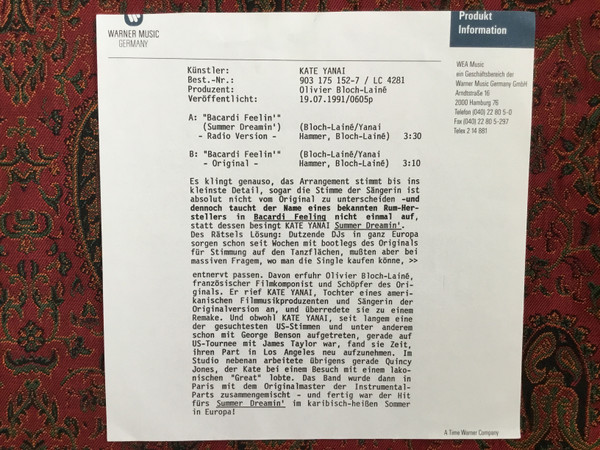 WARNER MUSIC
GERMANY
Produkt
Information
WEA Music
ein Geschäftsbereich der
Warner Music Germany GmbH
Arndtstraße 16
2000 Hamburg 76
Telefon (040) 22 80 5-0
Fax (040) 22 80 5-297
Telex 2 14 881
Künstler: KATE YANAI
Best.-Nr.: 903 175 152-7 / LC 4281
Produzent: Olivier Bloch-Lainé
Veröffentlicht: 19.07.1991/0605p
A: "Bacardi Feelin'"
(Summer Dreamin') (Bloch-Lainé/Yanai
- Radio Version - Hammer, Bloch-Lainé) 3:30
B: "Bacardi Feelin'" (Bloch-Lainé/Yanai
- Original - Hammer, Bloch-Lainé) 3:10
Es klingt genauso, das Arrangement stimmt bis ins
kleinste Detail, sogar die Stimme der Sängerin ist
absolut nicht vom Original zu unterscheiden -und
dennoch taucht der Name eines bekannten Rum-Her-
stellers in Bacardi Feeling nicht einmal auf,
statt dessen besingt KATE YANAI Summer Dreamin'.
Des Rätsels Lösung: Dutzende DJs in ganz Europa
sorgen schon seit Wochen mit bootlegs des Originals
für Stimmung auf den Tanzflächen, mußten aber bei
massiven Fragem, wo man die Single kaufen könne, >>
entnervt passen. Davon erfuhr Olivier Bloch-Lainé,
französischer Filmkomponist und Schöpfer des Ori-
ginals. Er rief KATE YANAI, Tochter eines ameri-
kanischen Filmmusikproduzenten und Sängerin der
Originalversion an, und überredete sie zu einem
Remake. Und obwohl KATE YANAI, seit langem eine
der gesuchtesten US-Stimmen und unter anderem
schon mit George Benson aufgetreten, gerade auf
US-Tournee mit James Taylor war, fand sie Zeit,
ihren Part in Los Angeles neu aufzunehmen. Im
Studio nebenan arbeitete übrigens gerade Quincy
Jones, der Kate bei einem Besuch mit einem lako-
nischen "Great" lobte. Das Band wurde dann in
Paris mit dem Originalmaster der Instrumental-
Parts zusammengemischt - und fertig war der Hit
fürs Summer Dreamin' im karibisch-heißen Sommer
in Europa!
A Time Warner Company